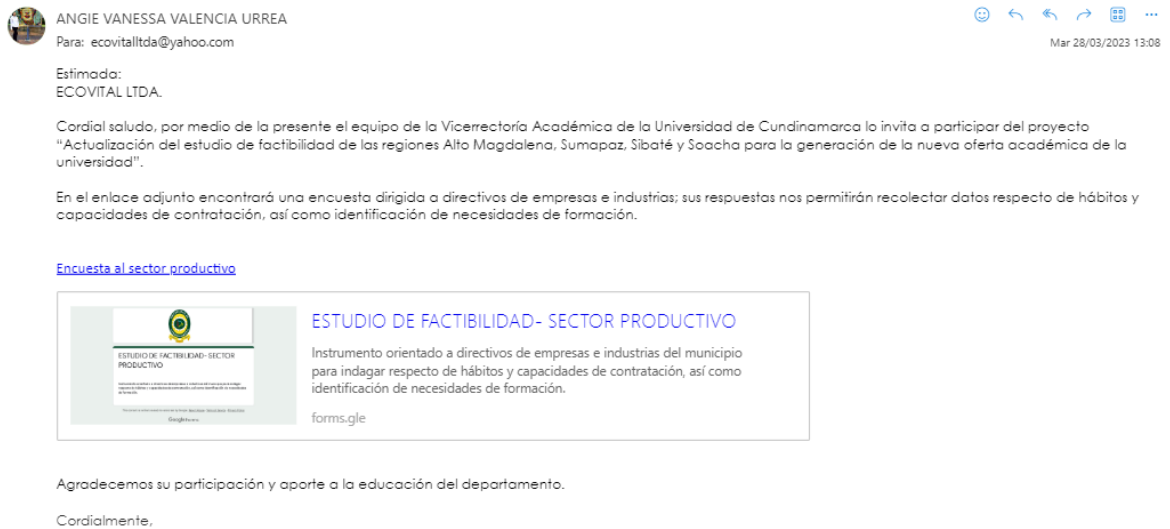 ANGIE VANESSA VALENCIA URREA
Para: ecovitalltda@yahoo.com
Mar 28/03/2023 13:08
Estimada:
ECOVITAL LTDA.
Cordial saludo, por medio de la presente el equipo de la Vicerrectoría Académica de la Universidad de Cundinamarca lo invita a participar del proyecto
“Actualización del estudio de factibilidad de las regiones Alto Magdalena, Sumapaz, Sibaté y Soacha para la generación de la nueva oferta académica de la
universidad”.
En el enlace adjunto encontrará una encuesta dirigida a directivos de empresas e industrias; sus respuestas nos permitirán recolectar datos respecto de hábitos y
capacidades de contratación, así como identificación de necesidades de formación.
Encuesta al sector productivo
ESTUDIO DE FACTIBILIDAD- SECTOR
PRODUCTIVO
ESTUDIO DE FACTIBILIDAD- SECTOR PRODUCTIVO
Instrumento orientado a directivos de empresas e industrias del municipio
para indagar respecto de hábitos y capacidades de contratación, así como
identificación de necesidades de formación.
forms.gle
Agradecemos su participación y aporte a la educación del departamento.
Cordialmente,